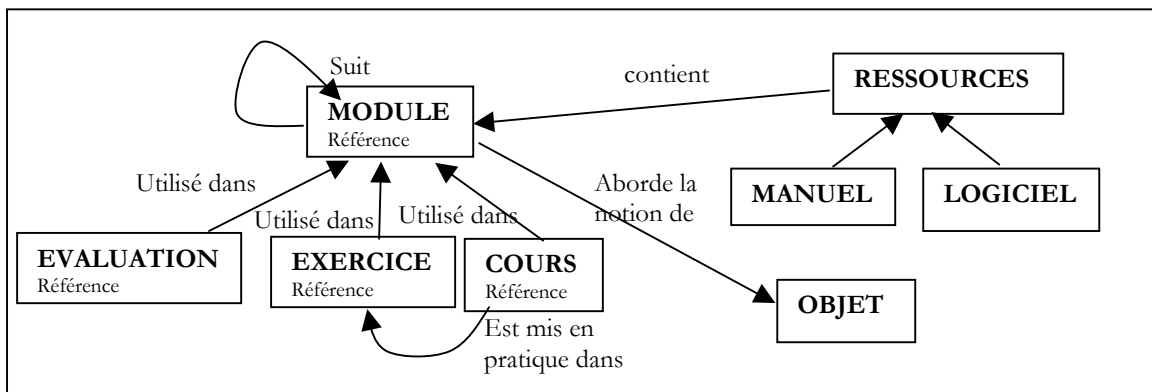 Suit
MODULE
Référence
contient
RESSOURCES
MANUEL
LOGICIEL
Utilisé dans
Utilisé dans
Utilisé dans
Aborde la
notion de
EVALUATION
Référence
EXERCICE
Référence
COURS
Référence
OBJET
Est mis en
pratique dans